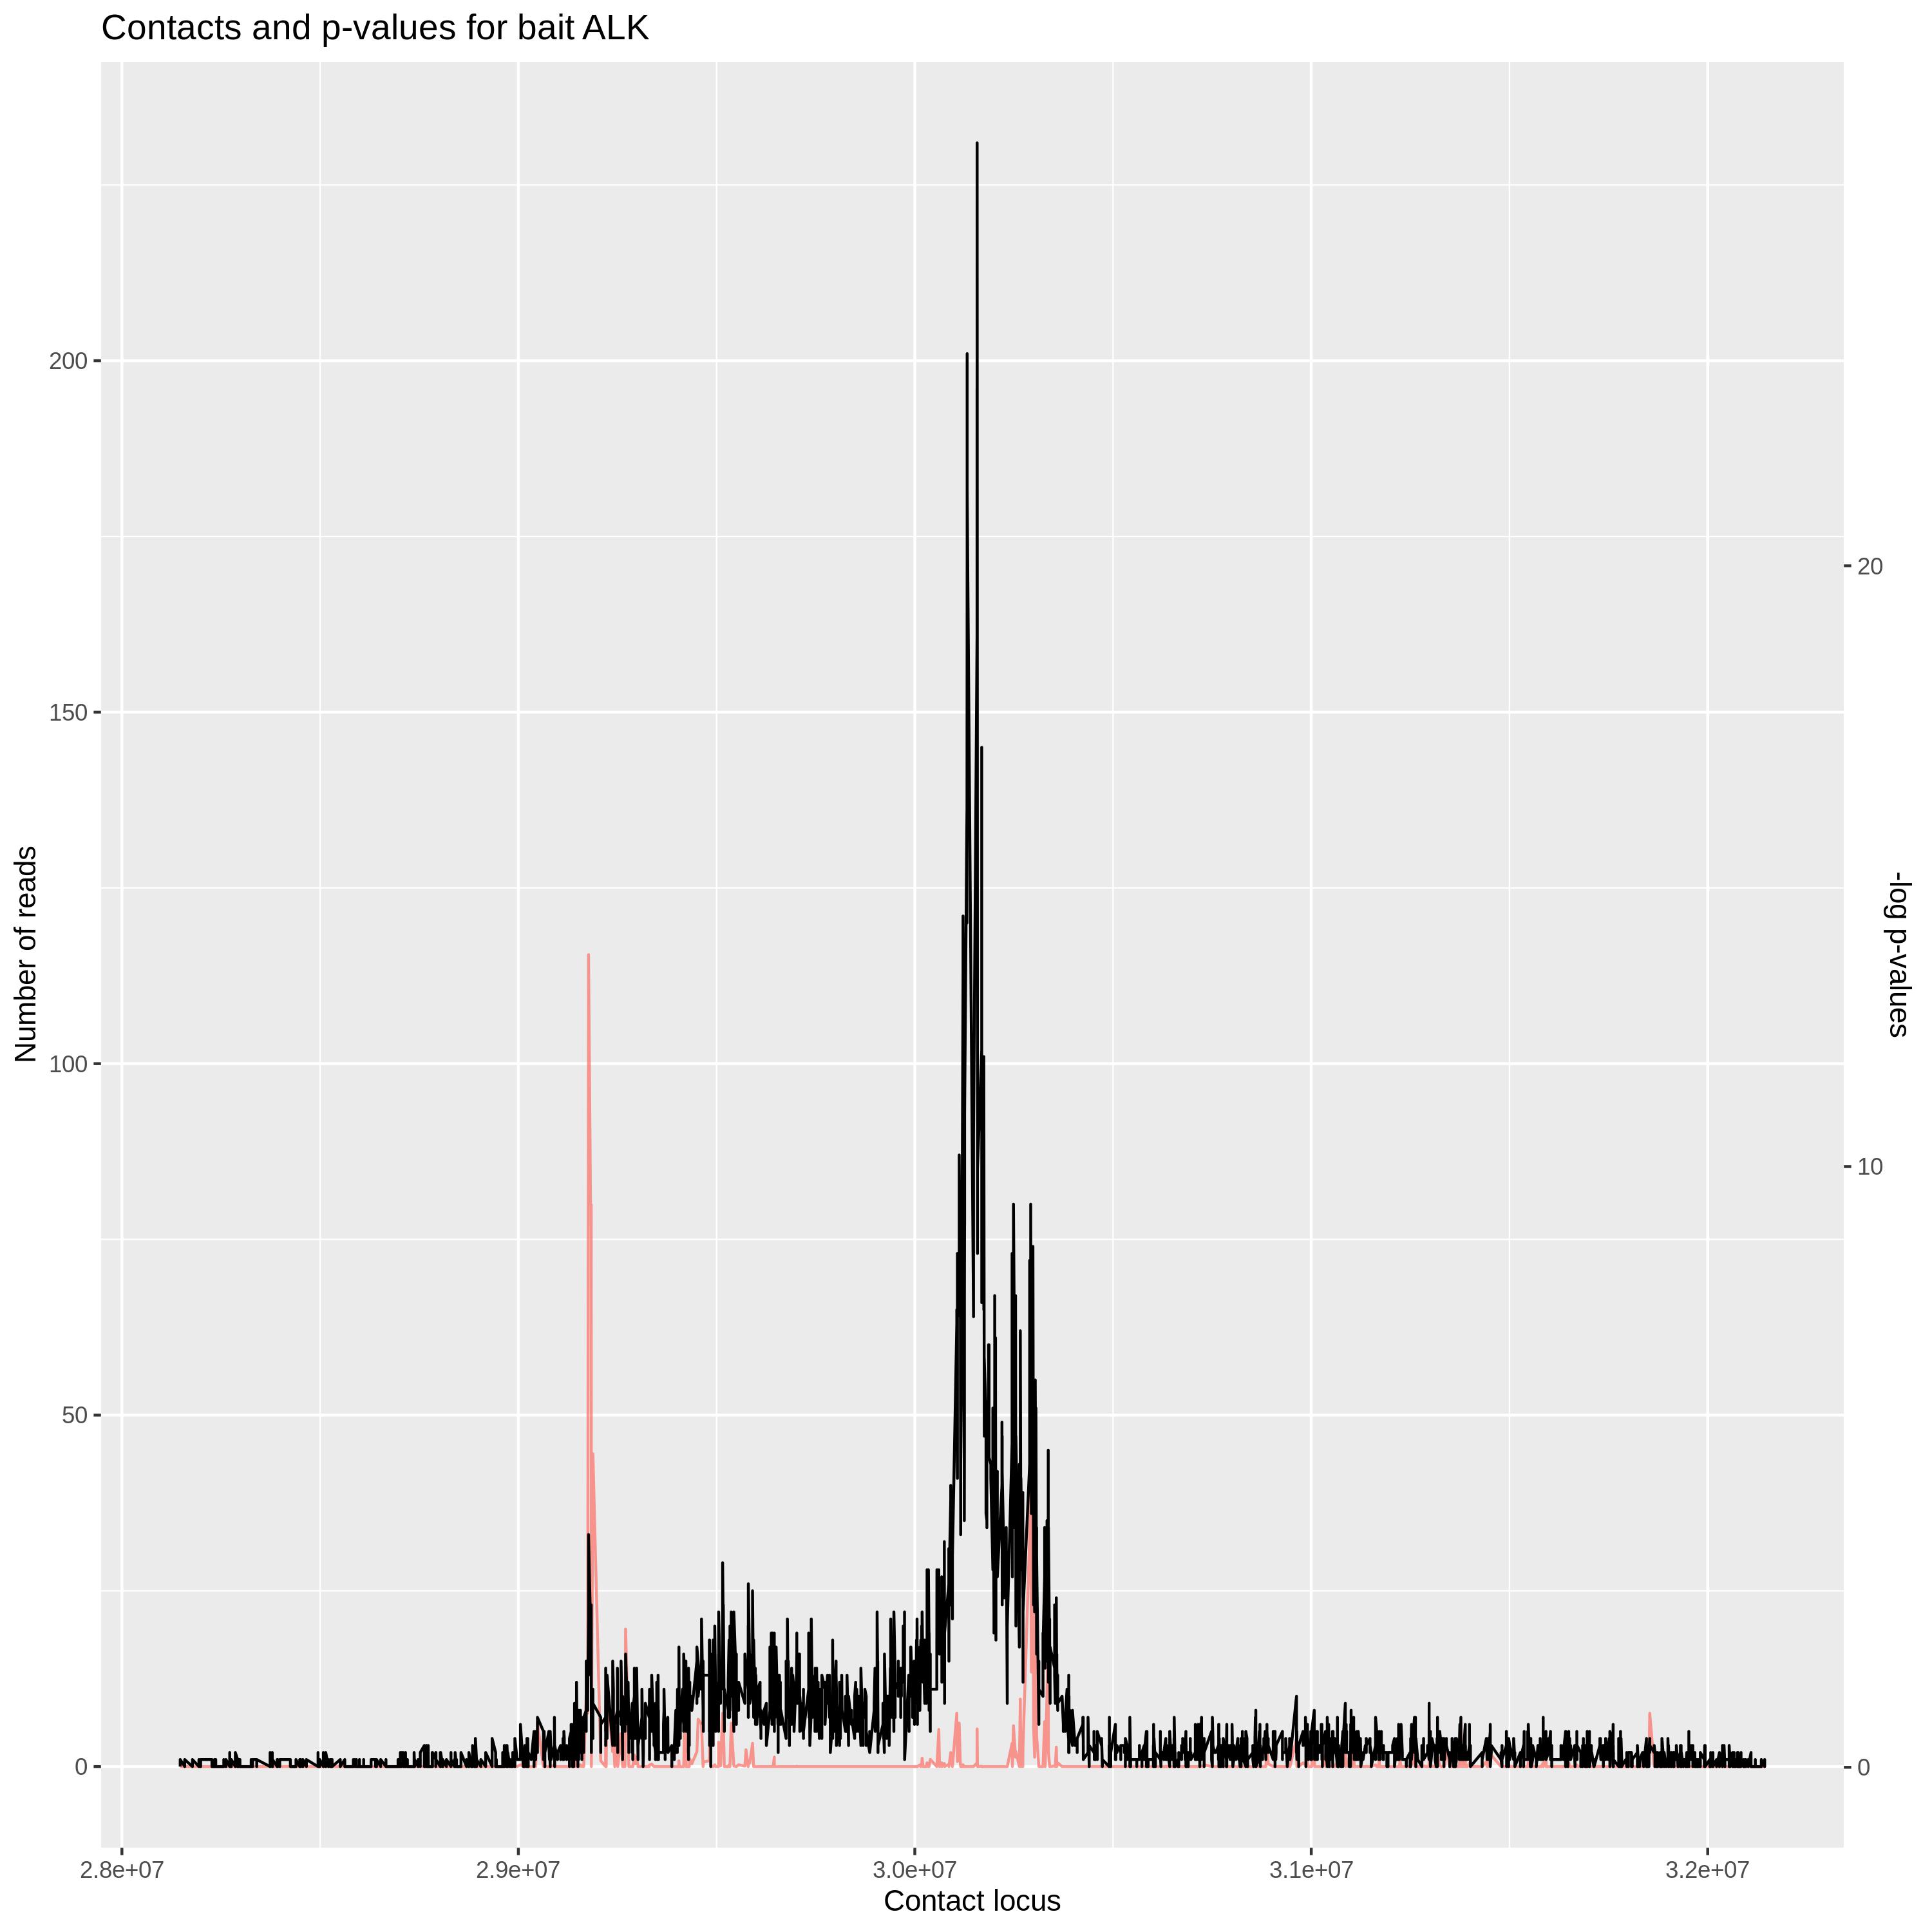 Contacts and p-values for bait ALK
Number of reads
200
150
100
50
0
20
10
0
-log p-values
2.8e+07
2.9e+07
3.0e+07
3.1e+07
3.2e+07
Contact locus